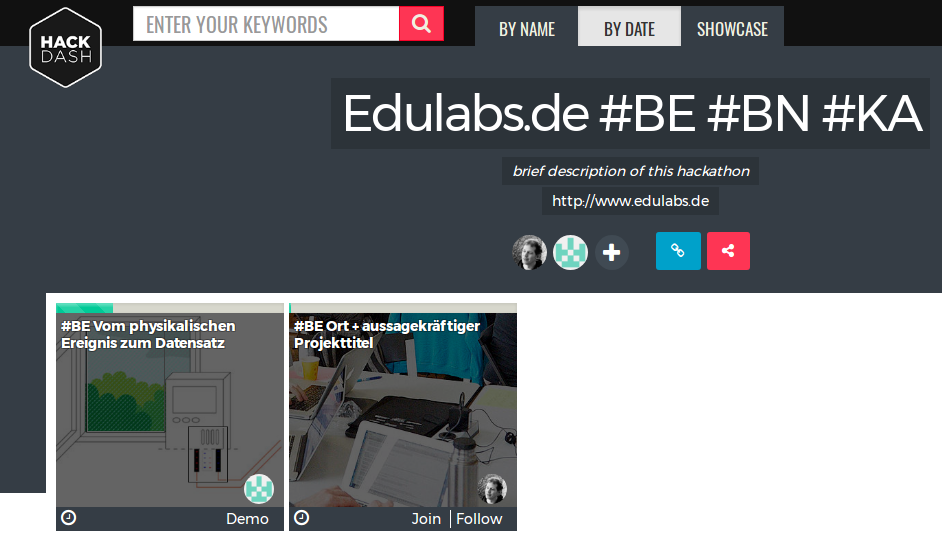 HACK
DASH
ENTER YOUR KEYWORDS
BY NAME
BY DATE
SHOWCASE
Edulabs.de #BE #BN #KA
brief description of this hackathon
http://www.edulabs.de
#BE Vom physikalischen
Ereignis zum Datensatz
#BE Ort + aussagekräftiger
Projekttitel
Demo
Join
Follow